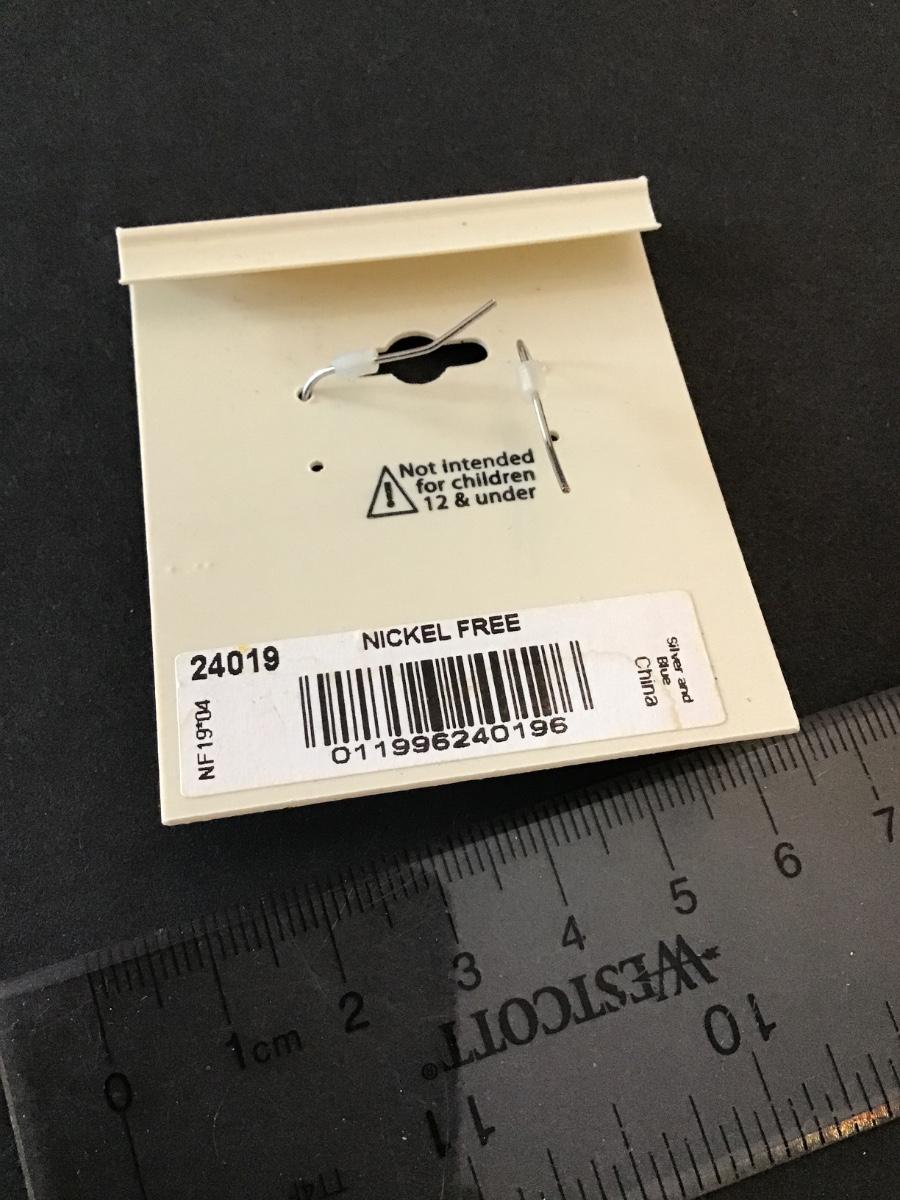 Not intended
for children
12 & under
NICKEL FREE
24019
NF19*04
011996240196
Silver and
Blue
China
0
1cm
2
3
4
5
6
7
WESTCOTT®
10
11